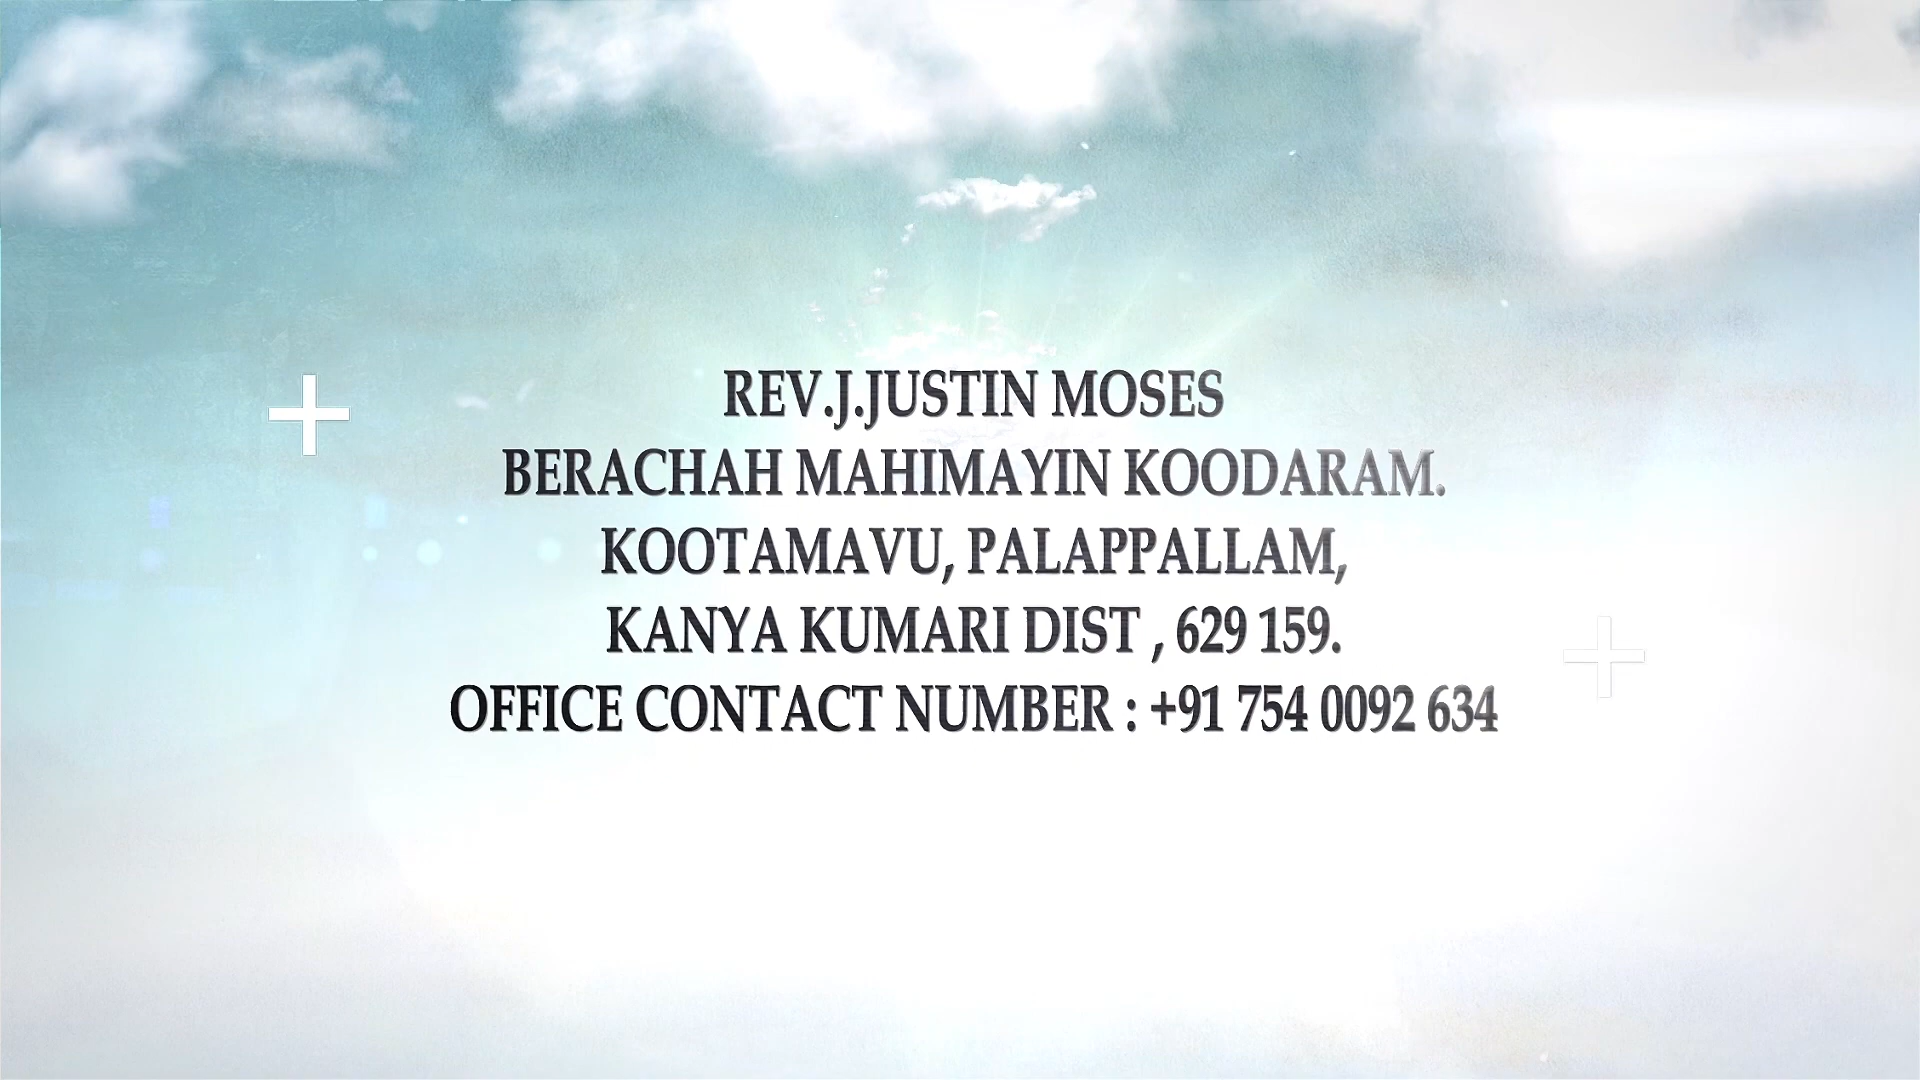 REV.J.JUSTIN MOSES
BERACHAH MAHIMAYIN KOODARAM.
KOOTAMAVU, PALAPPALLAM,
KANYA KUMARI DIST , 629 159.
OFFICE CONTACT NUMBER : +91 754 0092 634